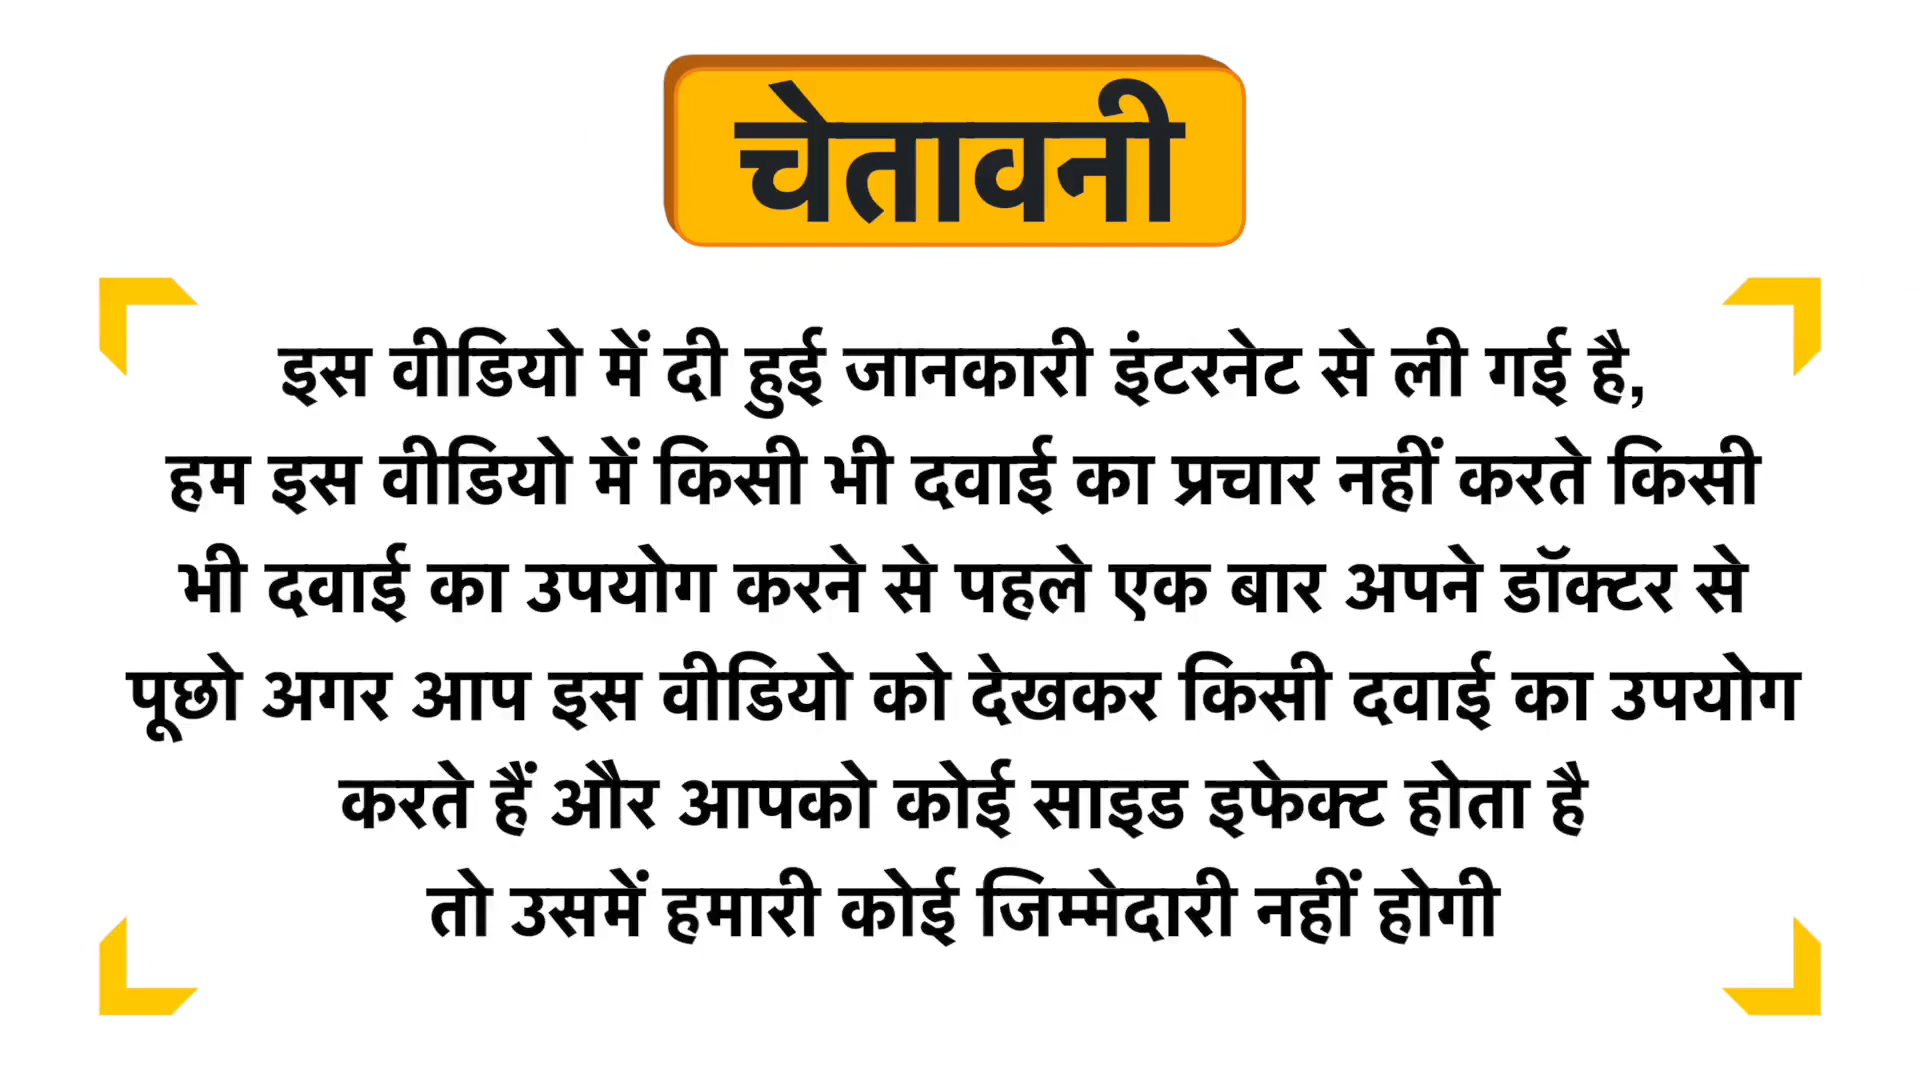 चेतावनी
इस वीडियो में दी हुई जानकारी इंटरनेट से ली गई है,
हम इस वीडियो में किसी भी दवाई का प्रचार नहीं करते किसी
भी दवाई का उपयोग करने से पहले एक बार अपने डॉक्टर से
पूछो अगर आप इस वीडियो को देखकर किसी दवाई का उपयोग
करते हैं और आपको कोई साइड इफेक्ट होता है
तो उसमें हमारी कोई जिम्मेदारी नहीं होगी